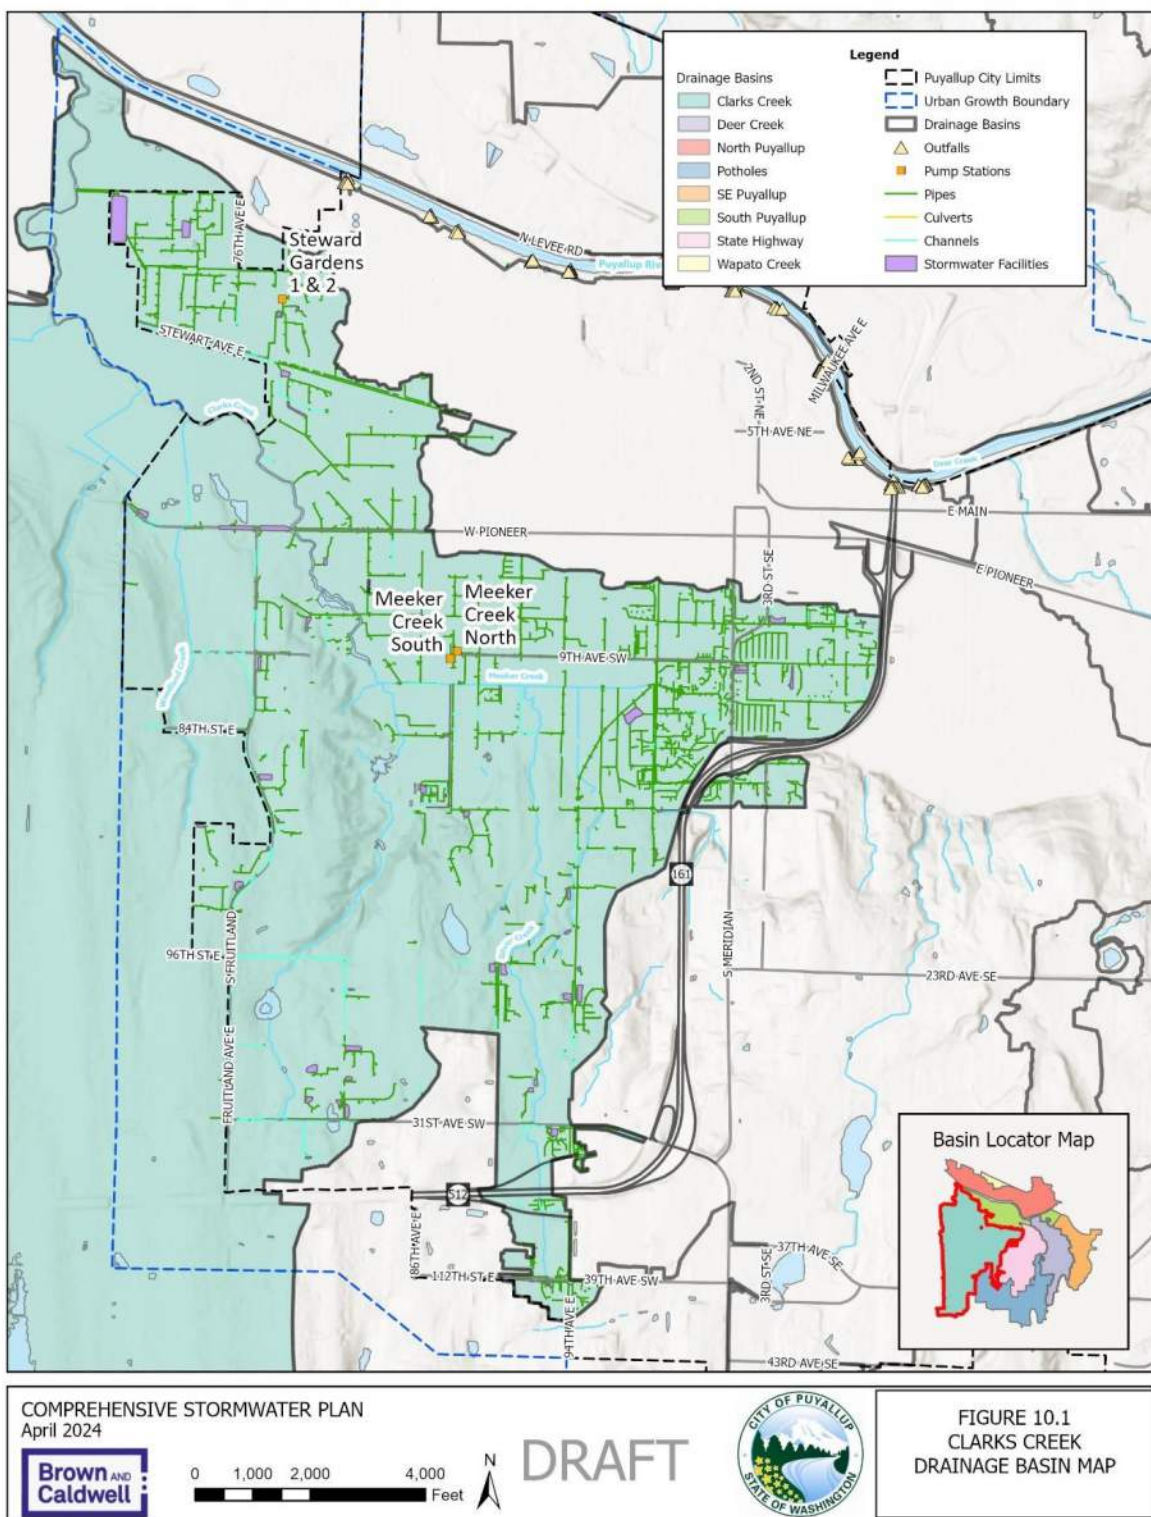 Legend
Drainage Basins
Clarks Creek
Deer Creek
North Puyallup
Potholes
SE Puyallup
South Puyallup
State Highway
Wapato Creek
Puyallup City Limits
Urban Growth Boundary
Drainage Basins
Outfalls
Pump Stations
Pipes
Culverts
Channels
Stormwater Facilities
76TH AVE E
Steward
Gardens
1 & 2
N LEVEE RD
Puyallup Riv
STEWART AVE E
MILWAUKEE AVE E
2ND ST NE
5TH AVE NE
Clarks Creek
Deer Creek
E MAIN
W PIONEER
E PIONEER
3RD ST SE
Meeker
Creek
South
Meeker
Creek
North
9TH AVE SW
Meeker Creek
84TH ST E
161
S FRUITLAND
96TH ST E
S MERIDIAN
23RD AVE SE
FRUITLAND AVE E
31ST AVE SW
512
86TH AVE E
112TH ST E
39TH AVE SW
94TH AVE E
3RD ST SE
37TH AVE SE
43RD AVE SE
Basin Locator Map
COMPREHENSIVE STORMWATER PLAN
April 2024
Brown AND
Caldwell
0 1,000 2,000 4,000
Feet
N
DRAFT
CITY OF PUYALLUP
STATE OF WASHINGTON
FIGURE 10.1
CLARKS CREEK
DRAINAGE BASIN MAP